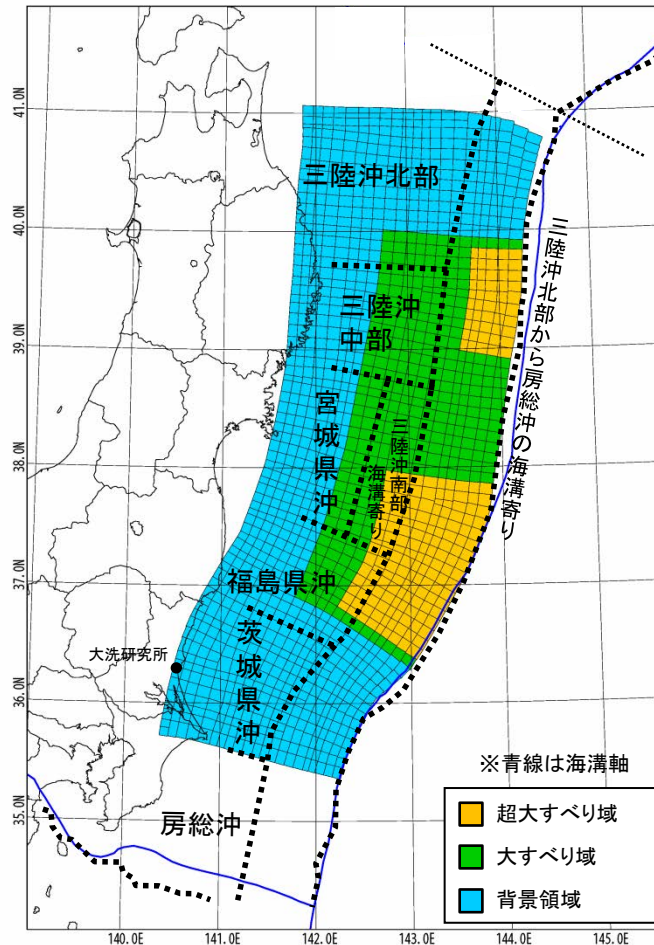 41.0N
40.0N
39.0N
38.0N
37.0N
36.0N
35.0N
三陸沖北部
三陸沖
中部
宮城県沖
三陸沖南部
海溝寄り
三陸沖北部から房総沖の海溝寄り
福島県沖
茨城県沖
大洗研究所
房総沖
※青線は海溝軸
超大すべり域
大すべり域
背景領域
140.0E
141.0E
142.0E
143.0E
144.0E
145.0E